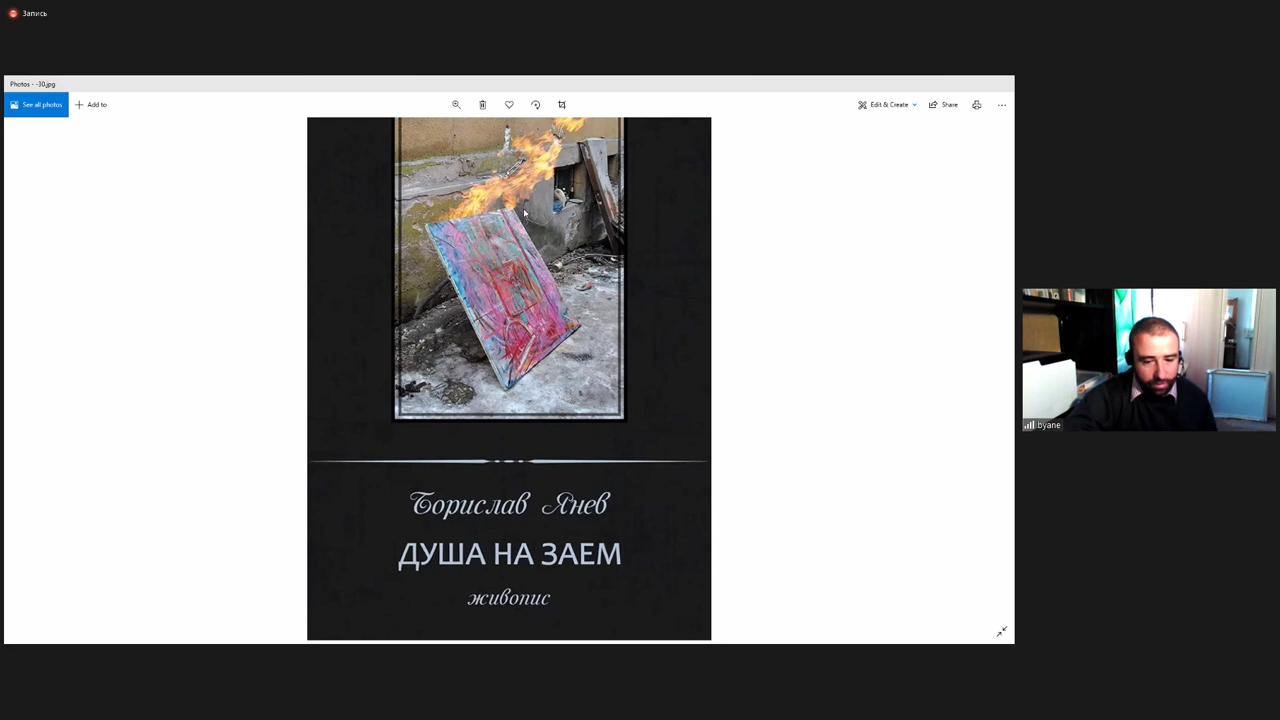 Запись
Photos - -30.jpg
See all photos
Add to
Edit & Create
Share
Борислав Янев
ДУША НА ЗАЕМ
живопис
byane